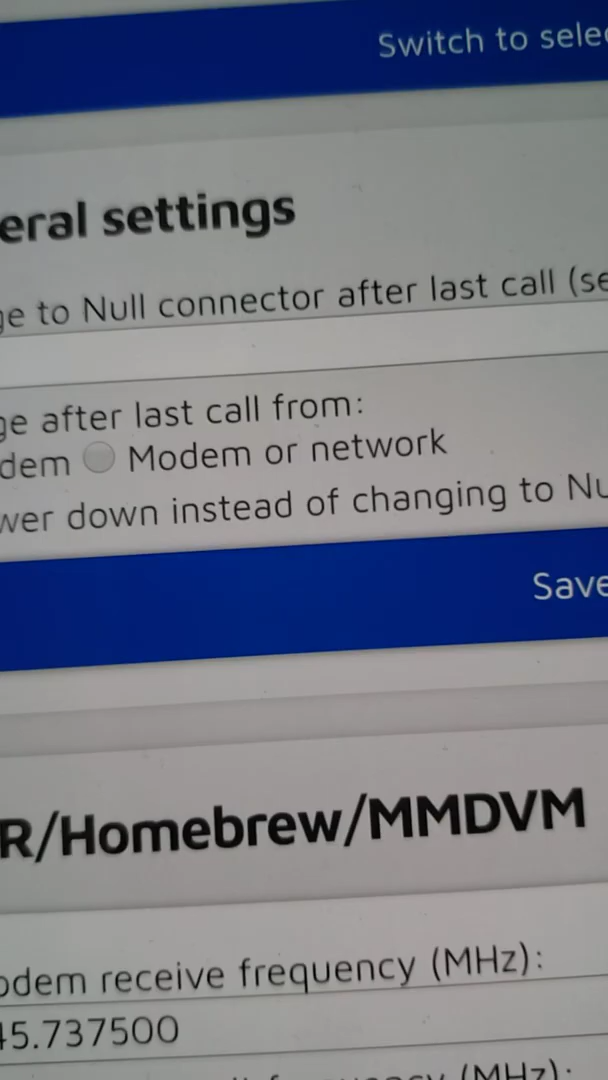 Switch to selec
eral settings
ge to Null connector after last call (se
ge after last call from:
dem Modem or network
wer down instead of changing to Nu
Save
R/Homebrew/MMDVM
odem receive frequency (MHz):
45.737500
(MHz):